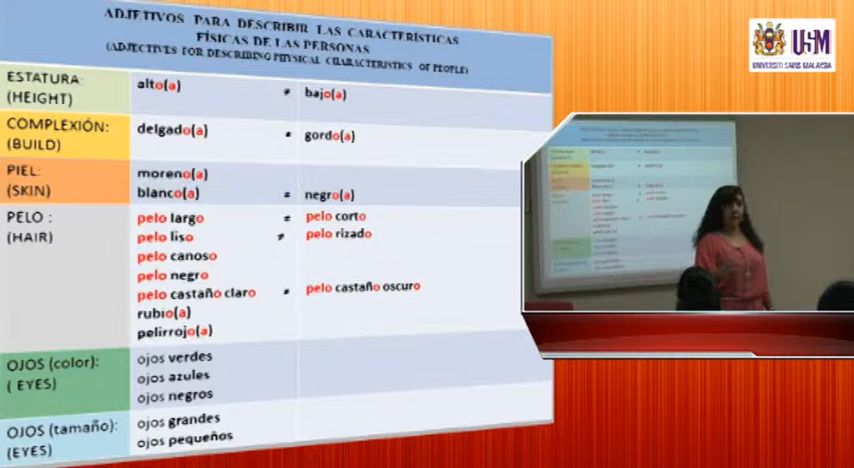 ADJETIVOS PARA DESCRIBIR LAS CARACTERÍSTICAS
FÍSICAS DE LAS PERSONAS
(ADJECTIVES FOR DESCRIBING PHYSICAL CHARACTERISTICS OF PEOPLE)
ESTATURA:
(HEIGHT)
alto(a) ≠ bajo(a)
COMPLEXIÓN:
(BUILD)
delgado(a) ≠ gordo(a)
PIEL:
(SKIN)
moreno(a)
blanco(a) ≠ negro(a)
PELO :
(HAIR)
pelo largo ≠ pelo corto
pelo liso ≠ pelo rizado
pelo canoso
pelo negro
pelo castaño claro ≠ pelo castaño oscuro
rubio(a)
pelirrojo(a)
OJOS (color):
( EYES)
ojos verdes
ojos azules
ojos negros
OJOS (tamaño):
(EYES)
ojos grandes
ojos pequeños
USM
UNIVERSITI SAINS MALAYSIA